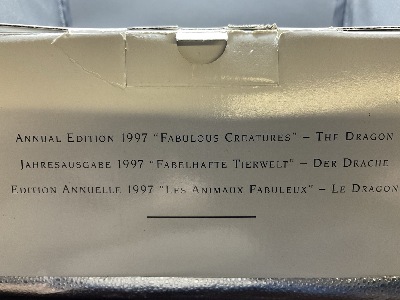 Annual Edition 1997 "Fabulous Creatures" – The Dragon
Jahresausgabe 1997 "Fabelhafte Tierwelt" – Der Drache
Edition Annuelle 1997 "Les Animaux Fabuleux" – Le Dragon